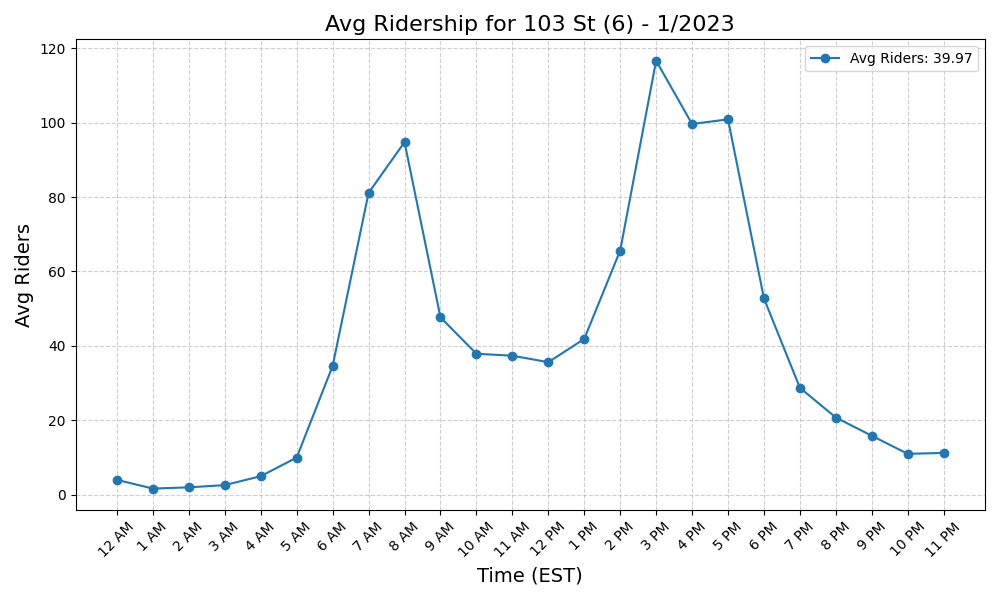 Avg Ridership for 103 St (6) - 1/2023
Avg Riders: 39.97
Avg Riders
120
100
80
60
40
20
0
12 AM
1 AM
2 AM
3 AM
4 AM
5 AM
6 AM
7 AM
8 AM
9 AM
10 AM
11 AM
12 PM
1 PM
2 PM
3 PM
4 PM
5 PM
6 PM
7 PM
8 PM
9 PM
10 PM
11 PM
Time (EST)